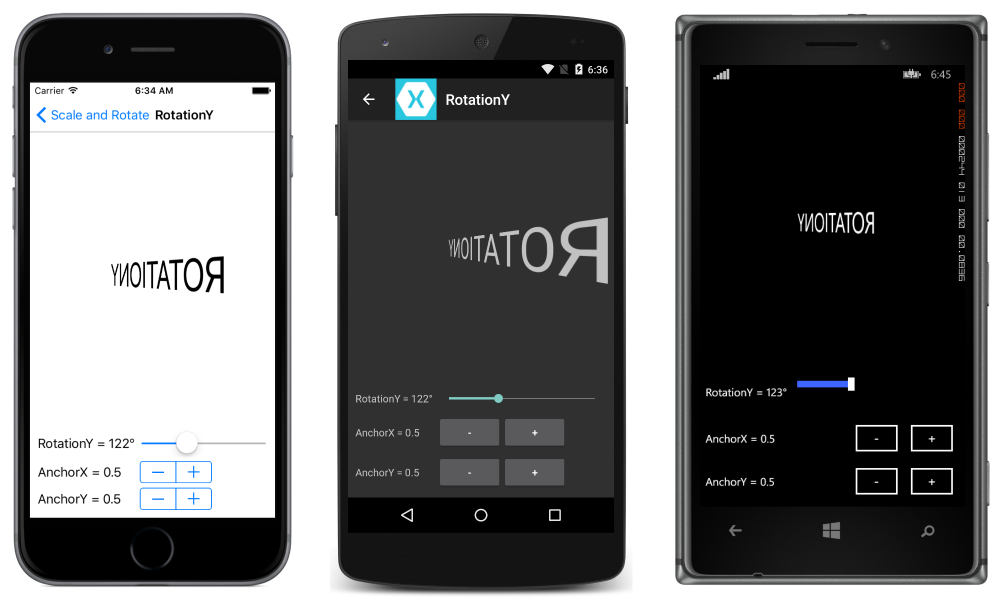 Carrier 6:34 AM
Scale and Rotate RotationY
ROTATIONY
RotationY = 122°
AnchorX = 0.5
− +
AnchorY = 0.5
− +
6:36
RotationY
ROTATIONY
RotationY = 122°
AnchorX = 0.5
- +
AnchorY = 0.5
- +
6:45
ROTATIONY
RotationY = 123°
AnchorX = 0.5
- +
AnchorY = 0.5
- +